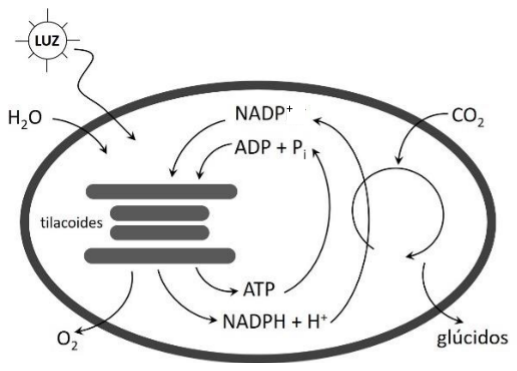 LUZ
H₂O
NADP⁺
CO₂
ADP + Pᵢ
tilacoides
ATP
NADPH + H⁺
O₂
glúcidos